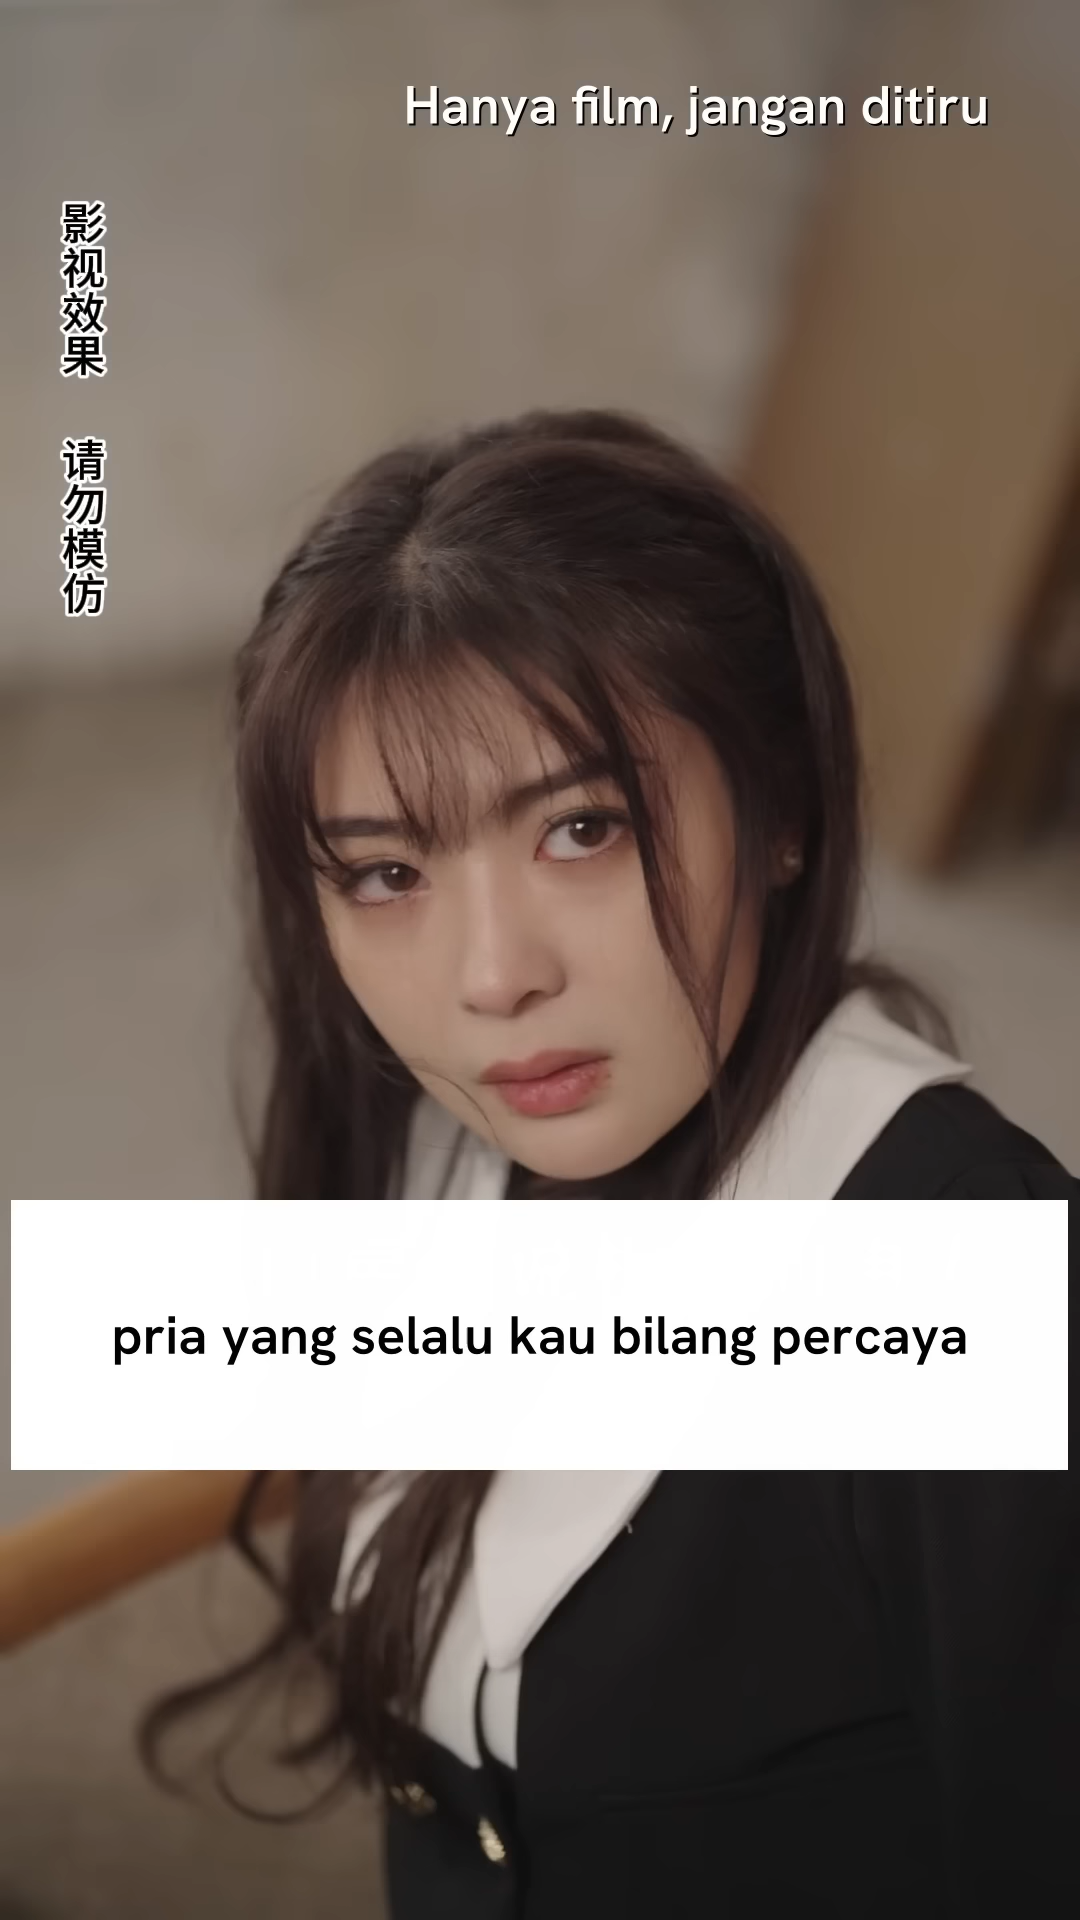 Hanya film, jangan ditiru
影视效果 请勿模仿
pria yang selalu kau bilang percaya